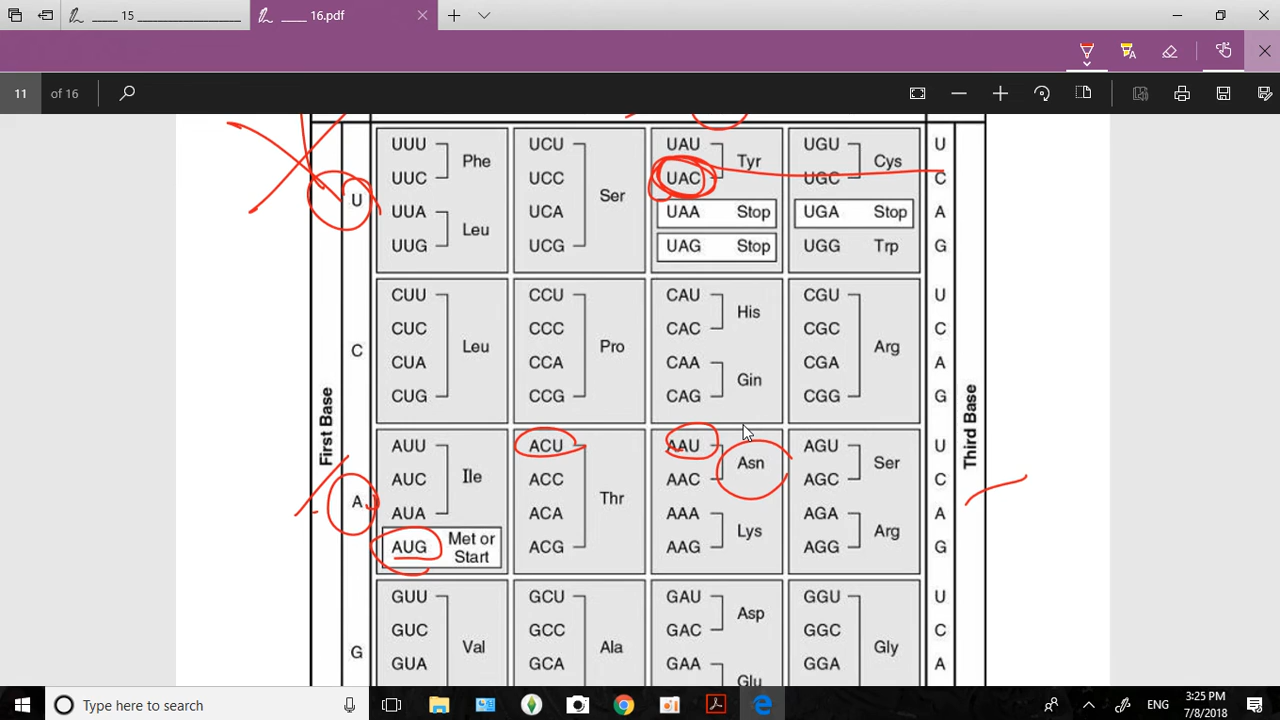 ____ 15 ____________________
____ 16.pdf
11 of 16
First Base
Third Base
U
UUU
UUC
Phe
UUA
UUG
Leu
UCU
UCC
UCA
UCG
Ser
UAU
UAC
Tyr
UAA Stop
UAG Stop
UGU
UGC
Cys
UGA Stop
UGG Trp
U
C
A
G
C
CUU
CUC
CUA
CUG
Leu
CCU
CCC
CCA
CCG
Pro
CAU
CAC
His
CAA
CAG
Gin
CGU
CGC
CGA
CGG
Arg
U
C
A
G
A
AUU
AUC
AUA
Ile
AUG Met or
Start
ACU
ACC
ACA
ACG
Thr
AAU
AAC
Asn
AAA
AAG
Lys
AGU
AGC
Ser
AGA
AGG
Arg
U
C
A
G
G
GUU
GUC
GUA
Val
GCU
GCC
GCA
Ala
GAU
GAC
Asp
GAA
Glu
GGU
GGC
GGA
Gly
U
C
A
Type here to search
ENG
3:25 PM
7/8/2018